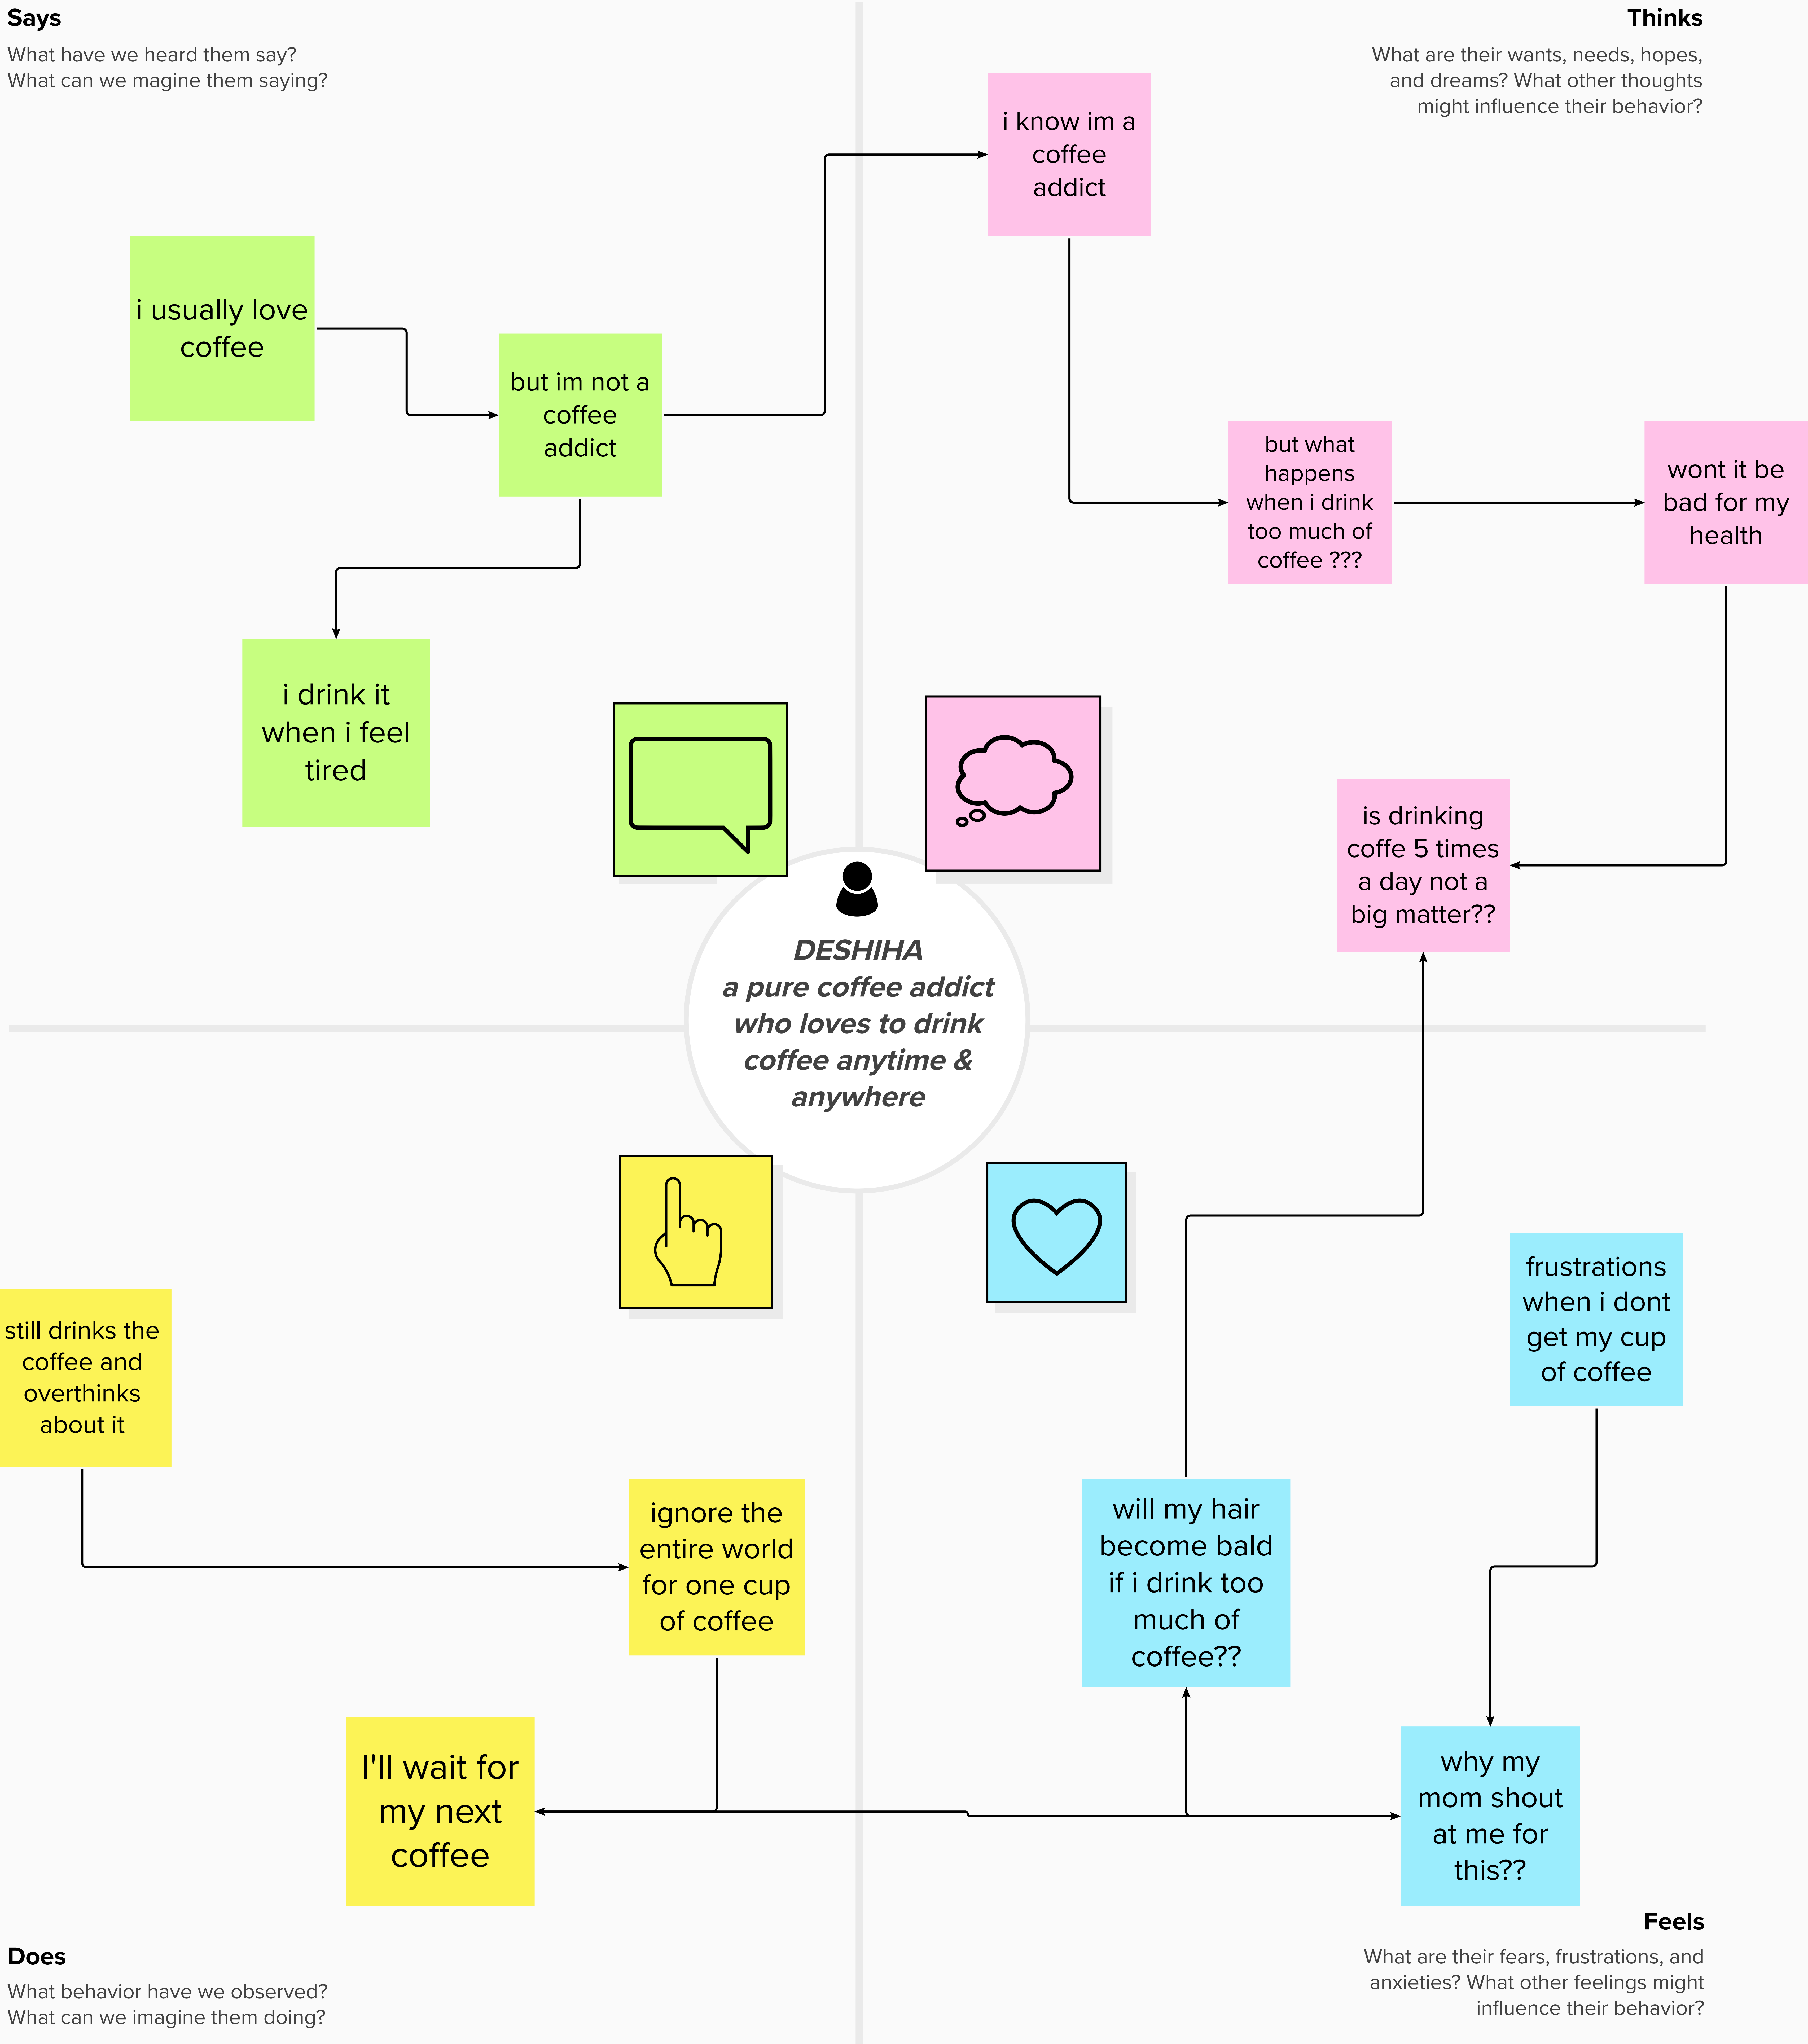 Says
What have we heard them say?
What can we magine them saying?
Thinks
What are their wants, needs, hopes,
and dreams? What other thoughts
might influence their behavior?
i usually love
coffee
but im not a
coffee
addict
i drink it
when i feel
tired
i know im a
coffee
addict
but what
happens
when i drink
too much of
coffee ???
wont it be
bad for my
health
is drinking
coffe 5 times
a day not a
big matter??
DESHIHA
a pure coffee addict
who loves to drink
coffee anytime &
anywhere
still drinks the
coffee and
overthinks
about it
ignore the
entire world
for one cup
of coffee
I'll wait for
my next
coffee
frustrations
when i dont
get my cup
of coffee
will my hair
become bald
if i drink too
much of
coffee??
why my
mom shout
at me for
this??
Does
What behavior have we observed?
What can we imagine them doing?
Feels
What are their fears, frustrations, and
anxieties? What other feelings might
influence their behavior?